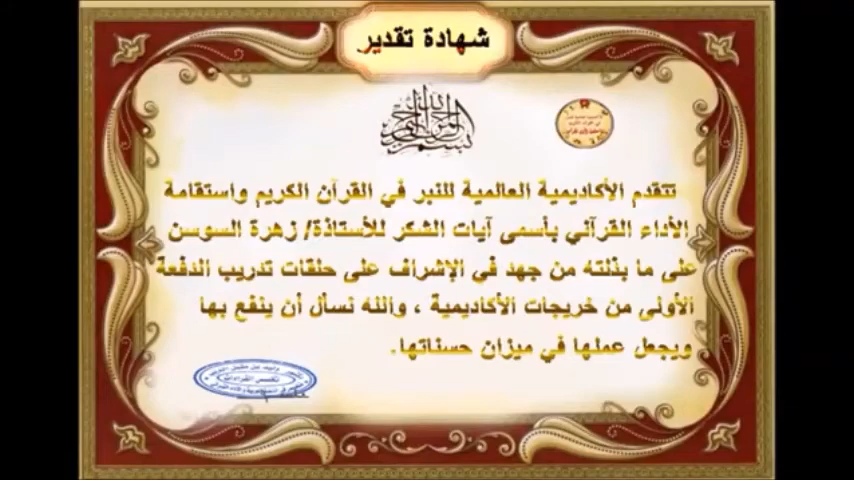 شهادة تقدير
بسم الله الرحمن الرحيم
تتقدم الأكاديمية العالمية للنبر في القرآن الكريم واستقامة
الأداء القرآني بأسمى آيات الشكر للأستاذة/ زهرة السوسن
على ما بذلته من جهد في الإشراف على حلقات تدريب الدفعة
الأولى من خريجات الأكاديمية ، والله نسأل أن ينفع بها
ويجعل عملها في ميزان حسناتها.